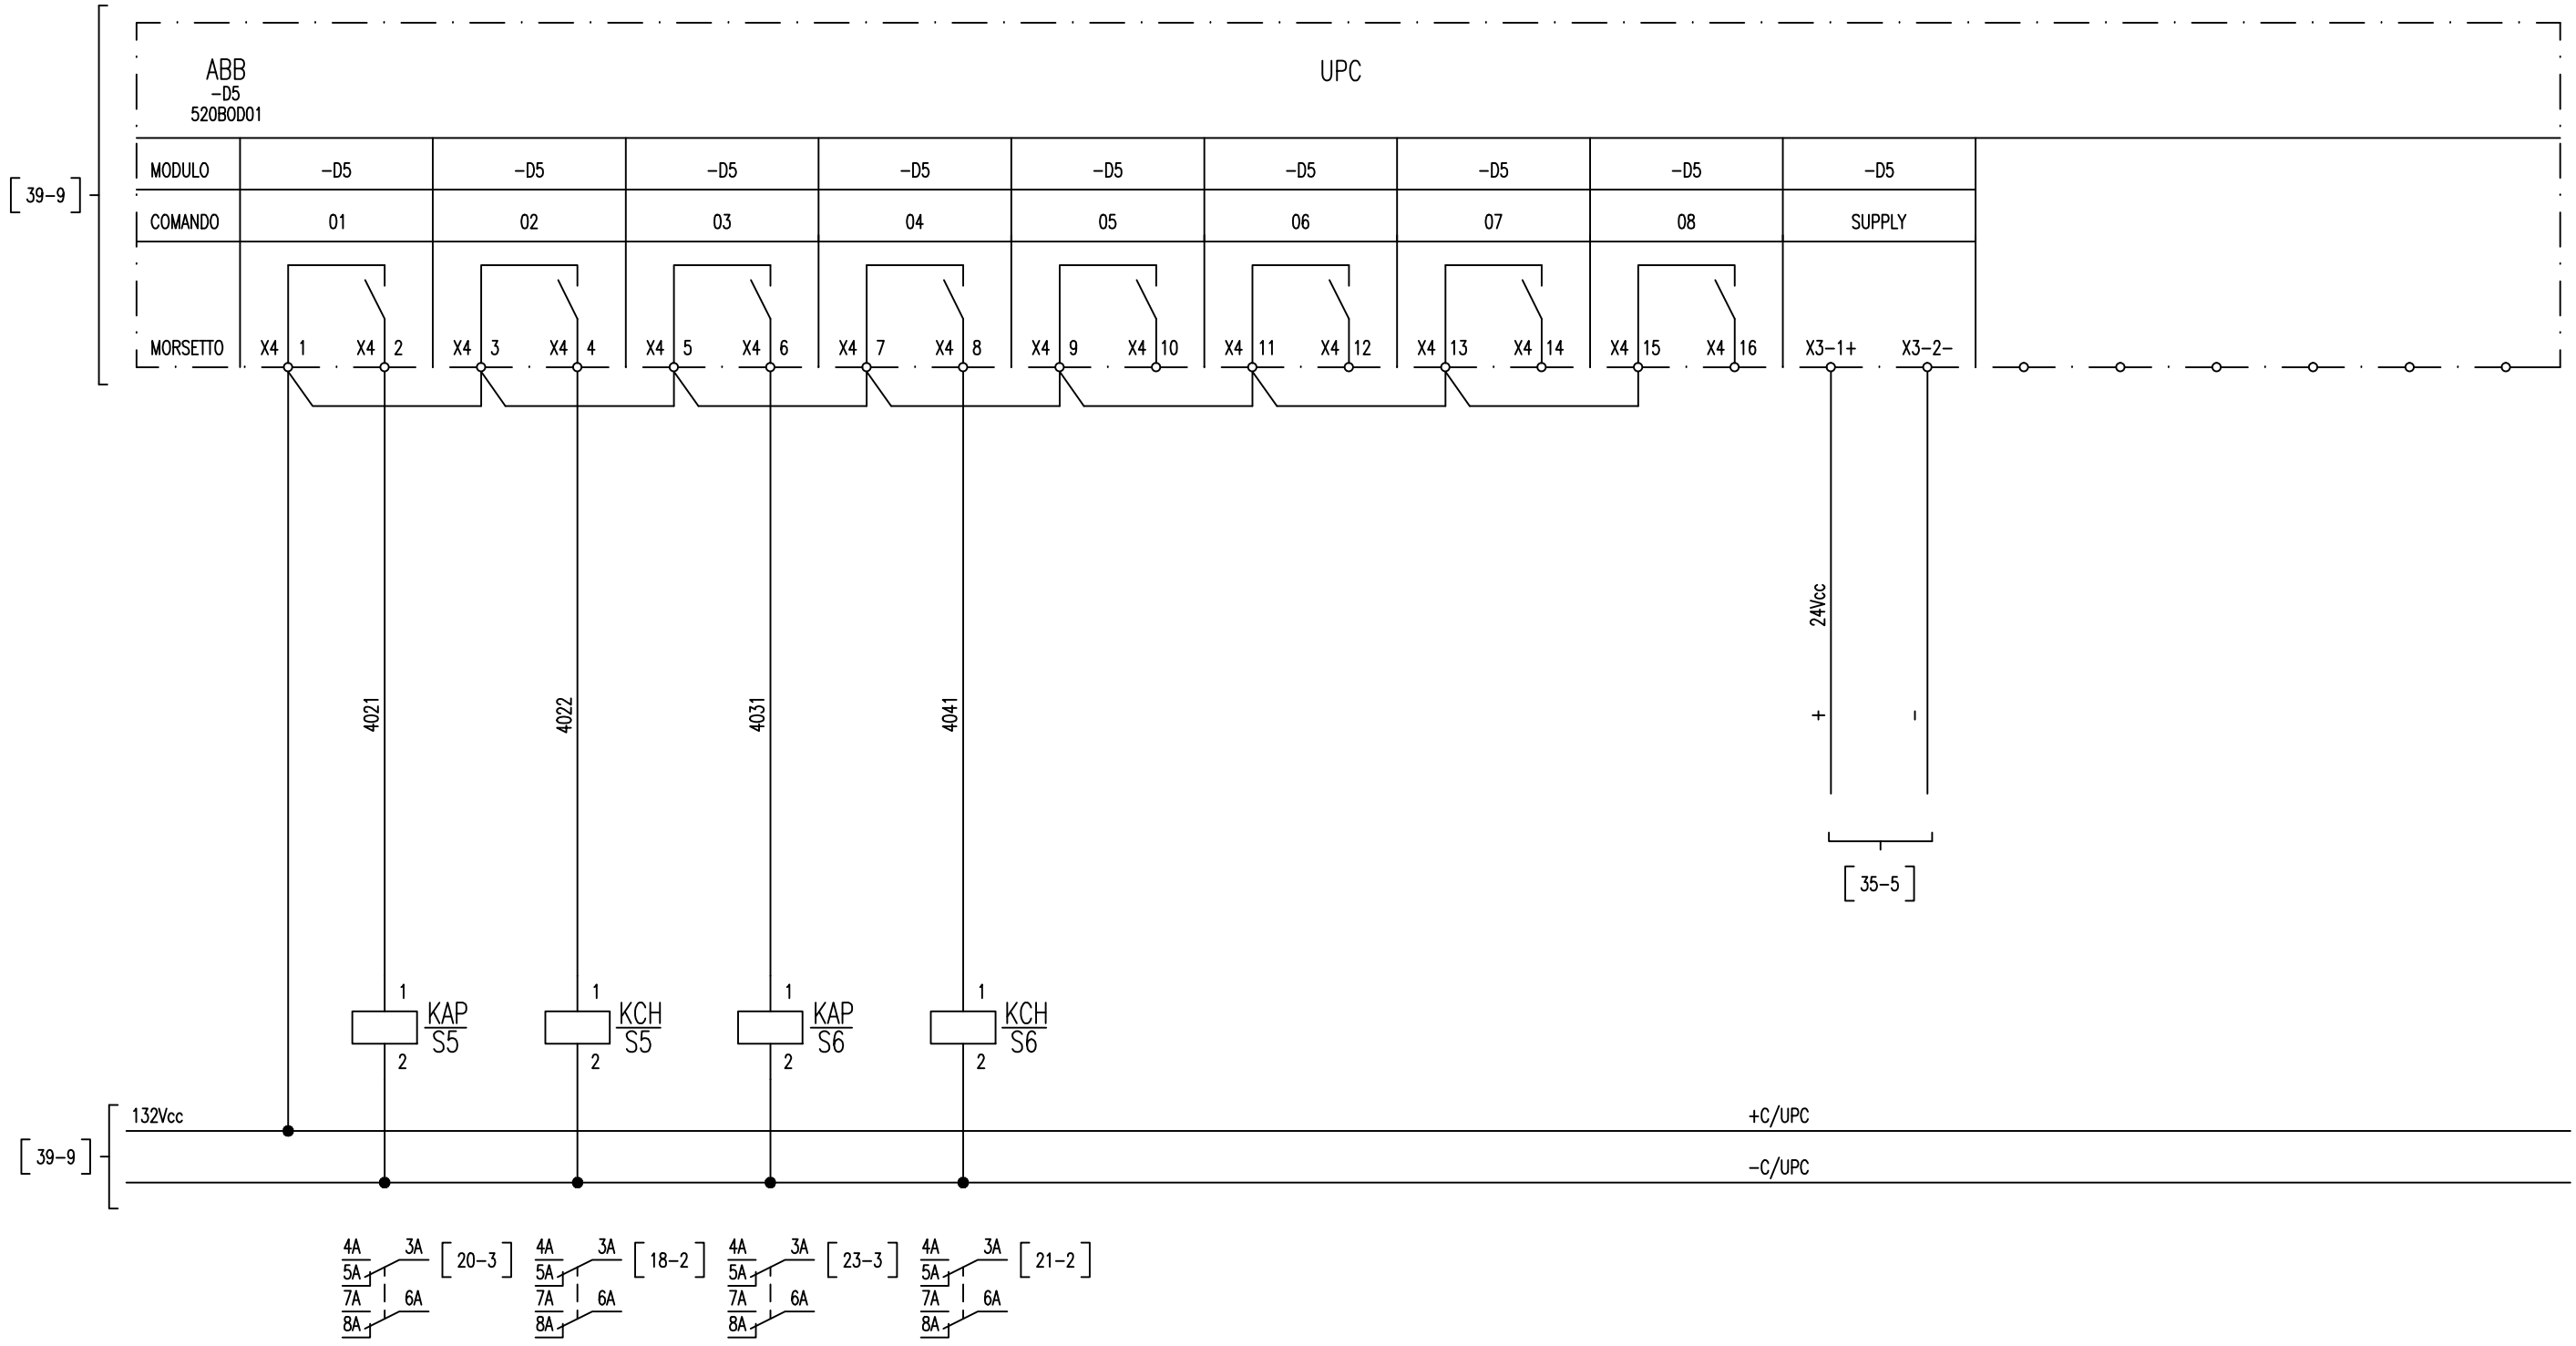 ABB
-D5
520BOD01
UPC
[39-9]
MODULO -D5 -D5 -D5 -D5 -D5 -D5 -D5 -D5 -D5
COMANDO 01 02 03 04 05 06 07 08 SUPPLY
MORSETTO X4 1 X4 2 X4 3 X4 4 X4 5 X4 6 X4 7 X4 8 X4 9 X4 10 X4 11 X4 12 X4 13 X4 14 X4 15 X4 16 X3-1+ X3-2-
24Vcc
4021 4022 4031 4041 + -
[35-5]
1 1 1 1
KAP KCH KAP KCH
S5 S5 S6 S6
2 2 2 2
132Vcc +C/UPC
[39-9]
-C/UPC
4A 3A 4A 3A 4A 3A 4A 3A
[20-3] [18-2] [23-3] [21-2]
5A 5A 5A 5A
7A 6A 7A 6A 7A 6A 7A 6A
8A 8A 8A 8A